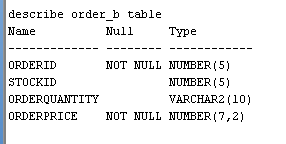 describe order_b table
Name Null Type
------------- -------- ------------
ORDERID NOT NULL NUMBER(5)
STOCKID NUMBER(5)
ORDERQUANTITY VARCHAR2(10)
ORDERPRICE NOT NULL NUMBER(7,2)